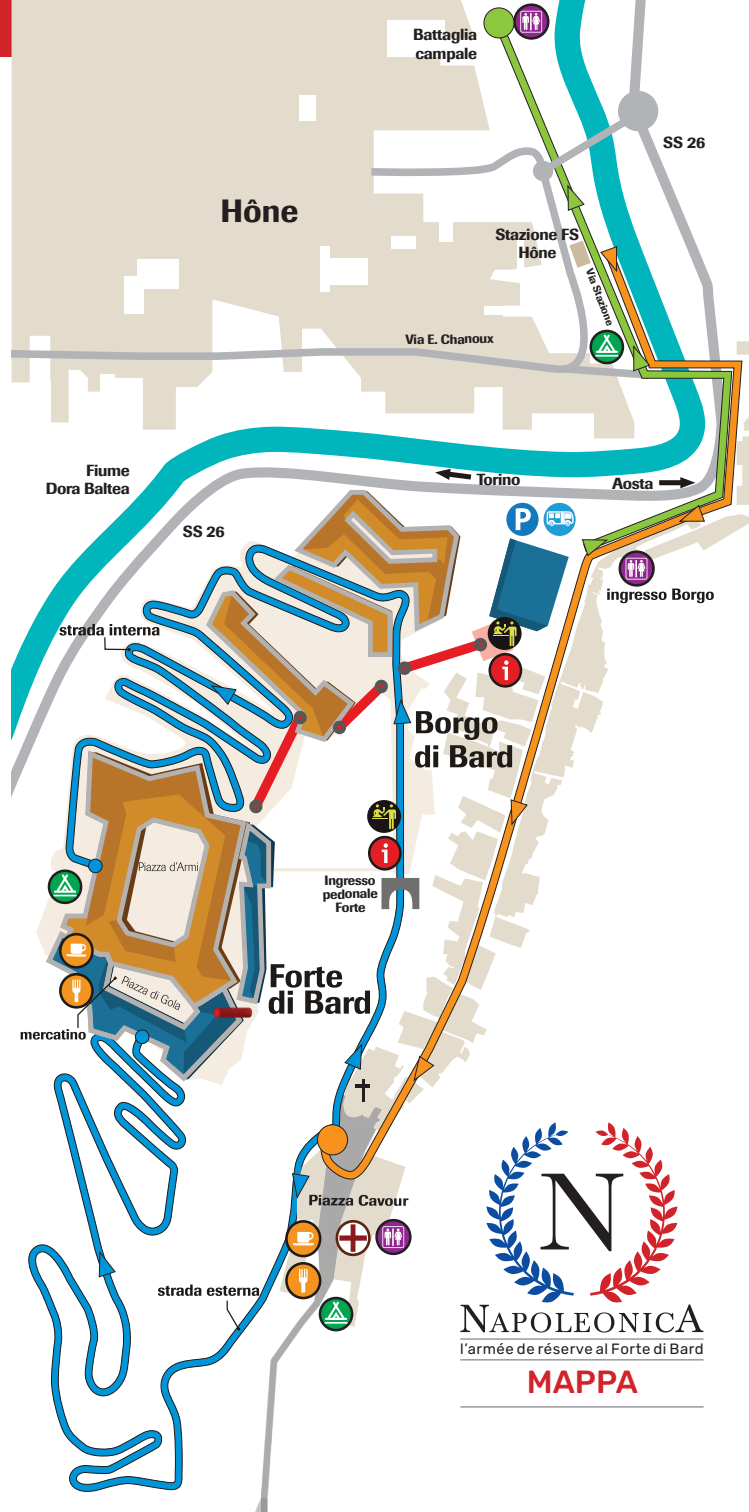 Battaglia
campale
SS 26
Hône
Stazione FS
Hône
Via Stazione
Via E. Chanoux
Fiume
Dora Baltea
Torino
Aosta
SS 26
P
ingresso Borgo
strada interna
i
Borgo
di Bard
i
Piazza d'Armi
Ingresso
pedonale
Forte
Forte
di Bard
Piazza di Gola
mercatino
Piazza Cavour
strada esterna
N
NAPOLEONICA
l'armée de réserve al Forte di Bard
MAPPA